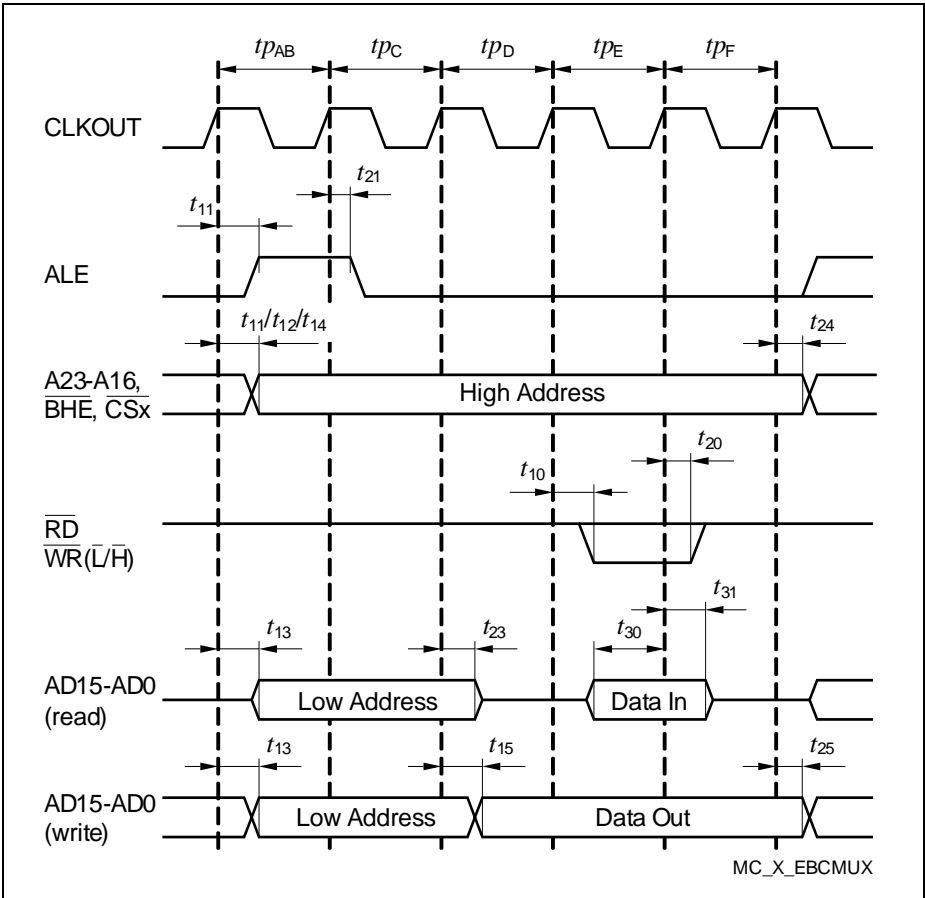 tpAB tpC tpD tpE tpF
CLKOUT
t21
t11
ALE
t11/t12/t14 t24
A23-A16,
BHE, CSx
High Address
t20
t10
RD
WR(L/H)
t31
t13 t23 t30
AD15-AD0
(read)
Low Address Data In
t13 t15 t25
AD15-AD0
(write)
Low Address Data Out
MC_X_EBCMUX